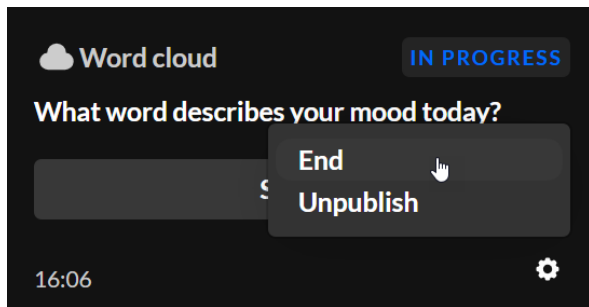 Word cloud
IN PROGRESS
What word describes your mood today?
End
Unpublish
16:06